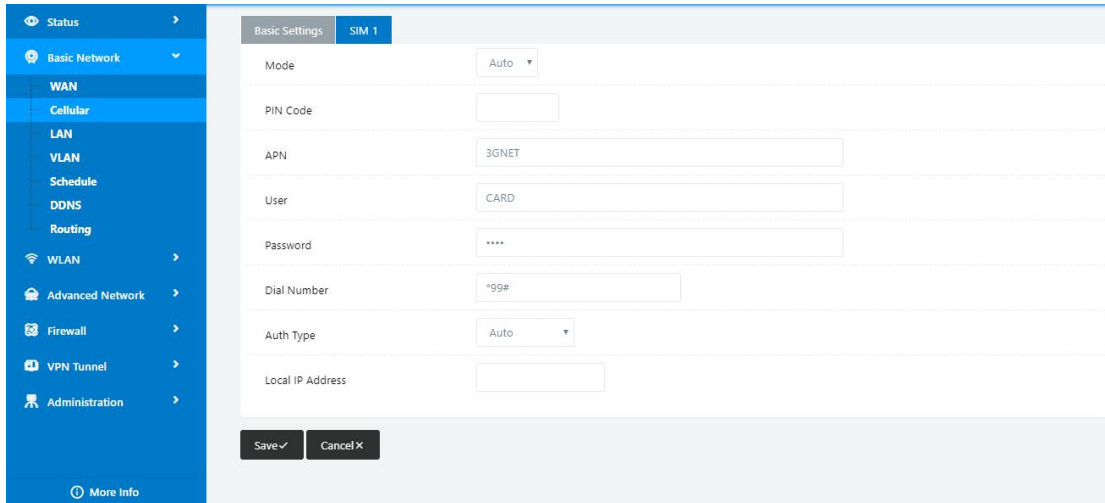 Status
Basic Network
WAN
Cellular
LAN
VLAN
Schedule
DDNS
Routing
WLAN
Advanced Network
Firewall
VPN Tunnel
Administration
More Info
Basic Settings SIM 1
Mode Auto
PIN Code
APN 3GNET
User CARD
Password ••••
Dial Number *99#
Auth Type Auto
Local IP Address
Save Cancel